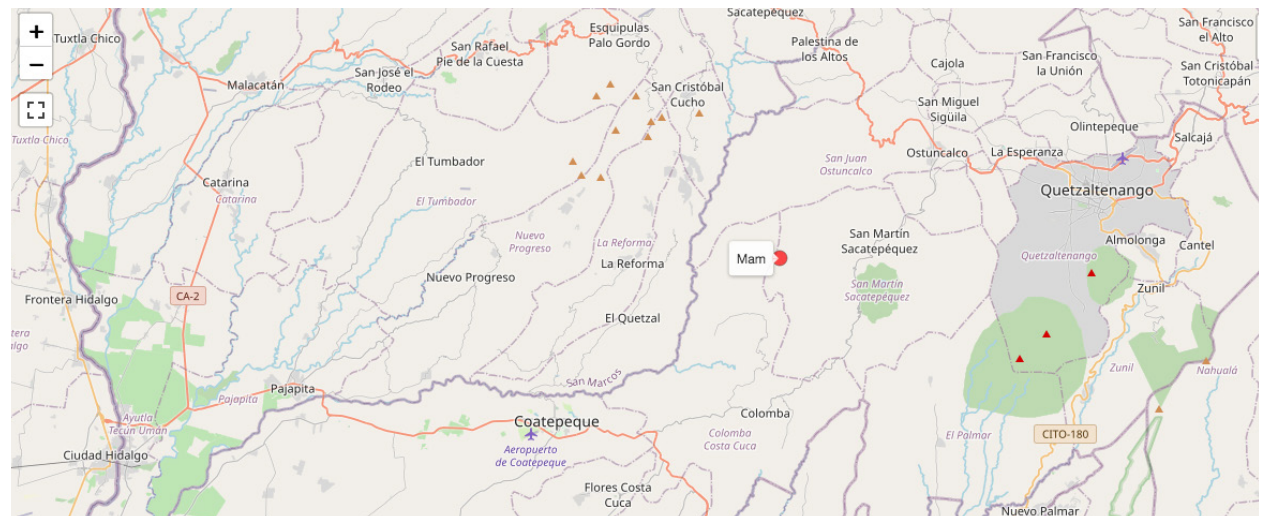 +
−
Tuxtla Chico
Malacatán
San Rafael
Pie de la Cuesta
San José el
Rodeo
Esquipulas
Palo Gordo
Sacatepéquez
Palestina de
los Altos
Cajola
San Francisco
la Unión
San Francisco
el Alto
San Cristóbal
Totonicapán
San Cristóbal
Cucho
San Miguel
Sigüila
Olintepeque
Salcajá
Tuxtla Chico
El Tumbador
San Juan
Ostuncalco
Ostuncalco
La Esperanza
Catarina
Catarina
El Tumbador
Quetzaltenango
Nuevo
Progreso
La Reforma
La Reforma
San Martín
Sacatepéquez
Almolonga
Cantel
Quetzaltenango
Mam
Nuevo Progreso
San Martín
Sacatepéquez
Zunil
Frontera Hidalgo
CA-2
El Quetzal
San Marcos
Zunil
Nahualá
Pajapita
Pajapita
Ayutla
Tecún Umán
Ciudad Hidalgo
Coatepeque
Aeropuerto
de Coatepeque
Colomba
Colomba
Costa Cuca
El Palmar
CITO-180
Flores Costa
Cuca
Nuevo Palmar